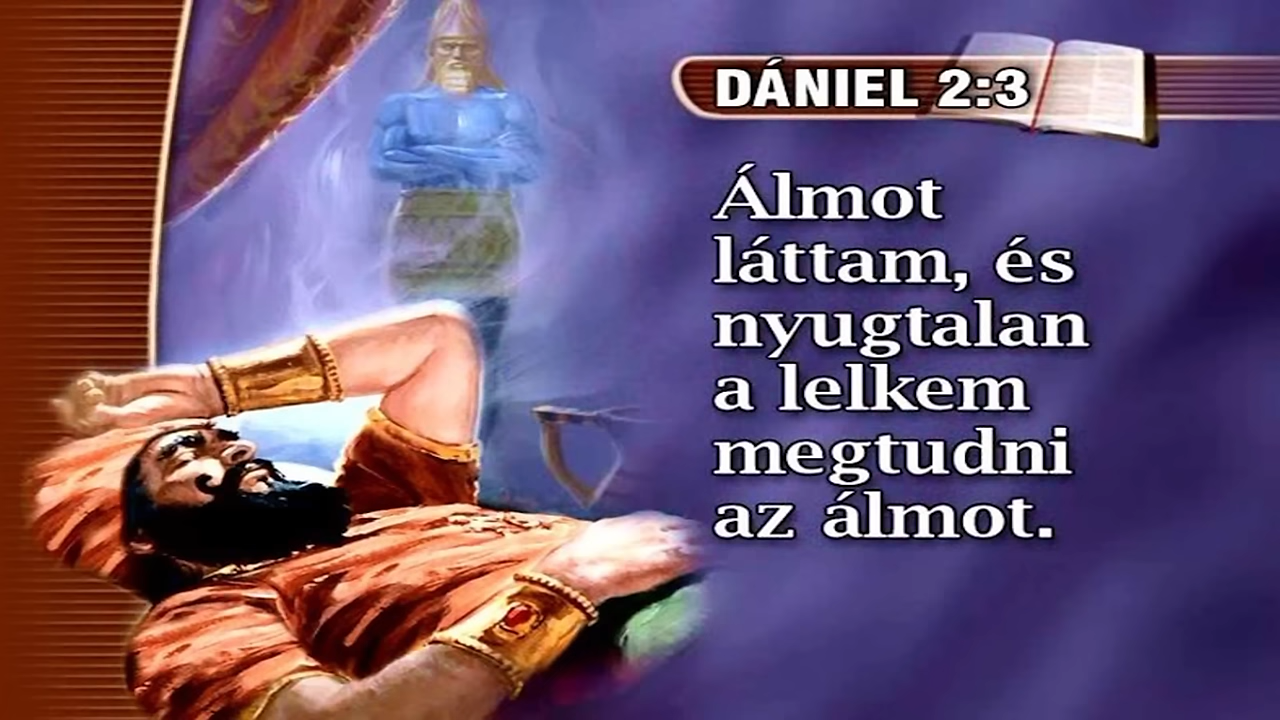 DÁNIEL 2:3
Álmot
láttam, és
nyugtalan
a lelkem
megtudni
az álmot.